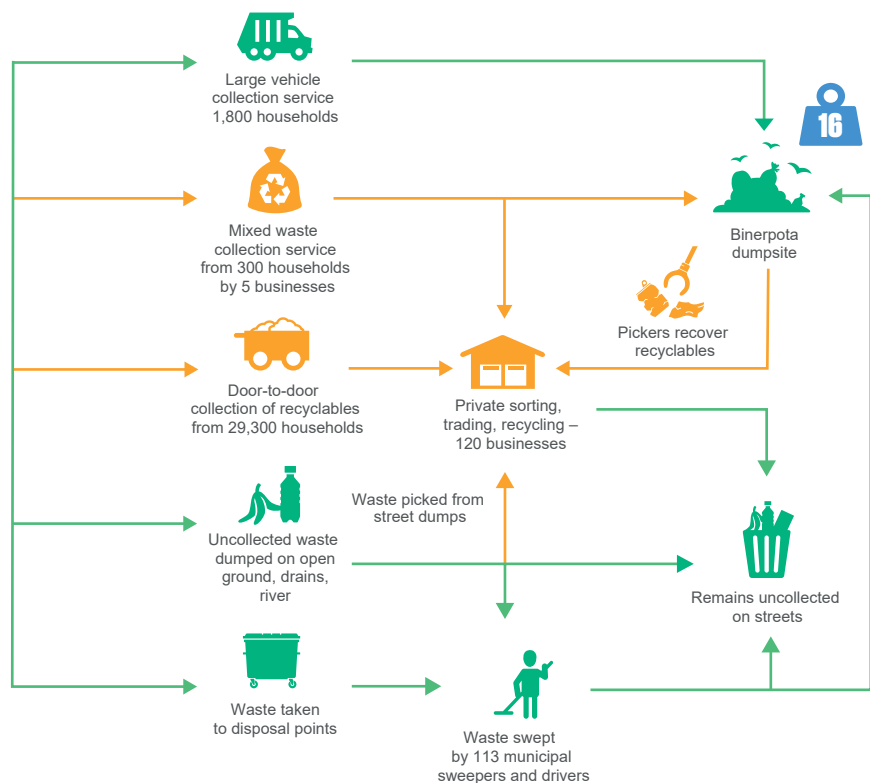 Large vehicle
collection service
1,800 households
16
Mixed waste
collection service
from 300 households
by 5 businesses
Binerpota
dumpsite
Pickers recover
recyclables
Door-to-door
collection of recyclables
from 29,300 households
Private sorting,
trading, recycling –
120 businesses
Waste picked from
street dumps
Uncollected waste
dumped on open
ground, drains,
river
Remains uncollected
on streets
Waste taken
to disposal points
Waste swept
by 113 municipal
sweepers and drivers